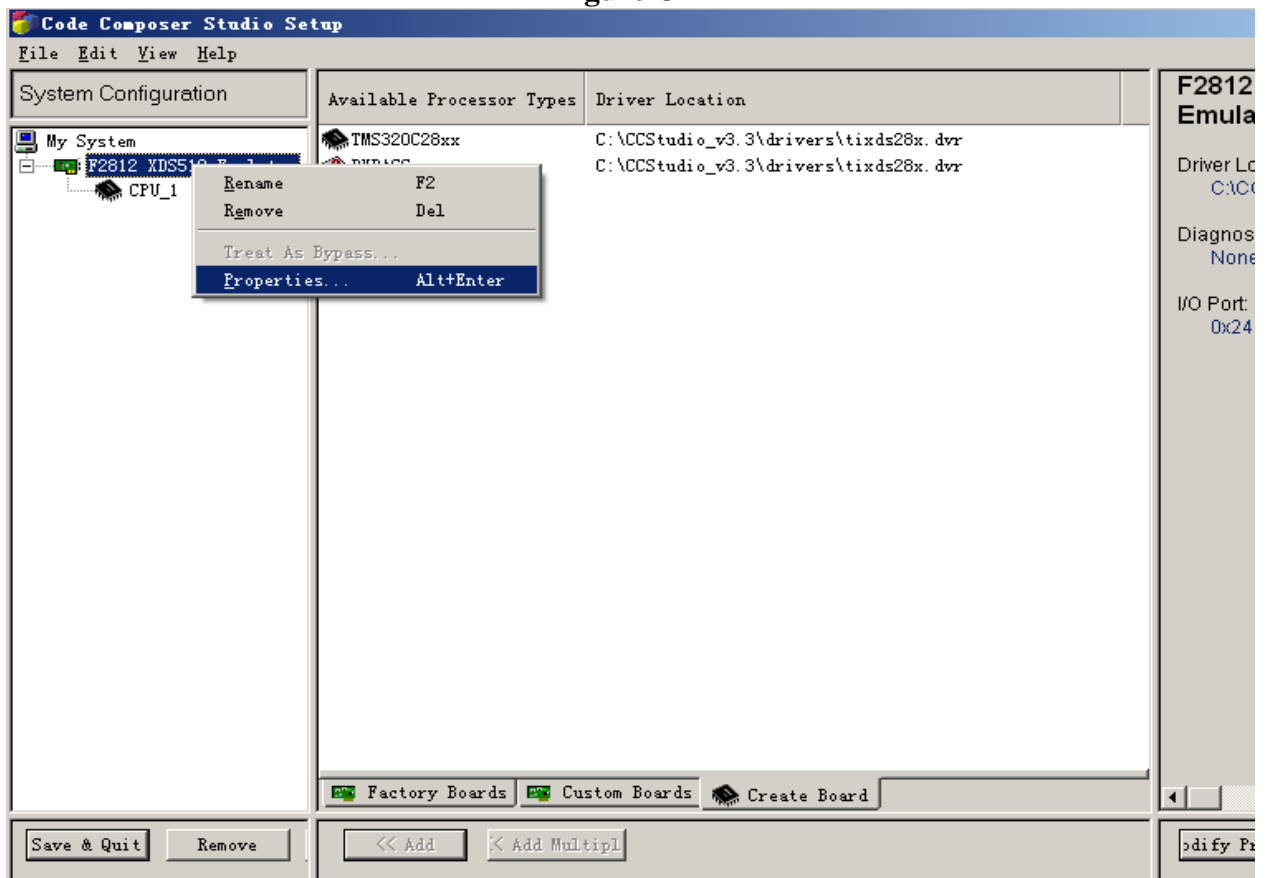 Code Composer Studio Setup
File Edit View Help
System Configuration
Available Processor Types Driver Location
My System
F2812 XDS510
CPU_1
TMS320C28xx C:\CCStudio_v3.3\drivers\tixds28x.dvr
C:\CCStudio_v3.3\drivers\tixds28x.dvr
Rename F2
Remove Del
Treat As Bypass...
Properties... Alt+Enter
F2812
Emula
Driver Lo
C:\CC
Diagnos
None
I/O Port:
0x24
Factory Boards Custom Boards Create Board
Save & Quit Remove << Add < Add Multipl odify Pr